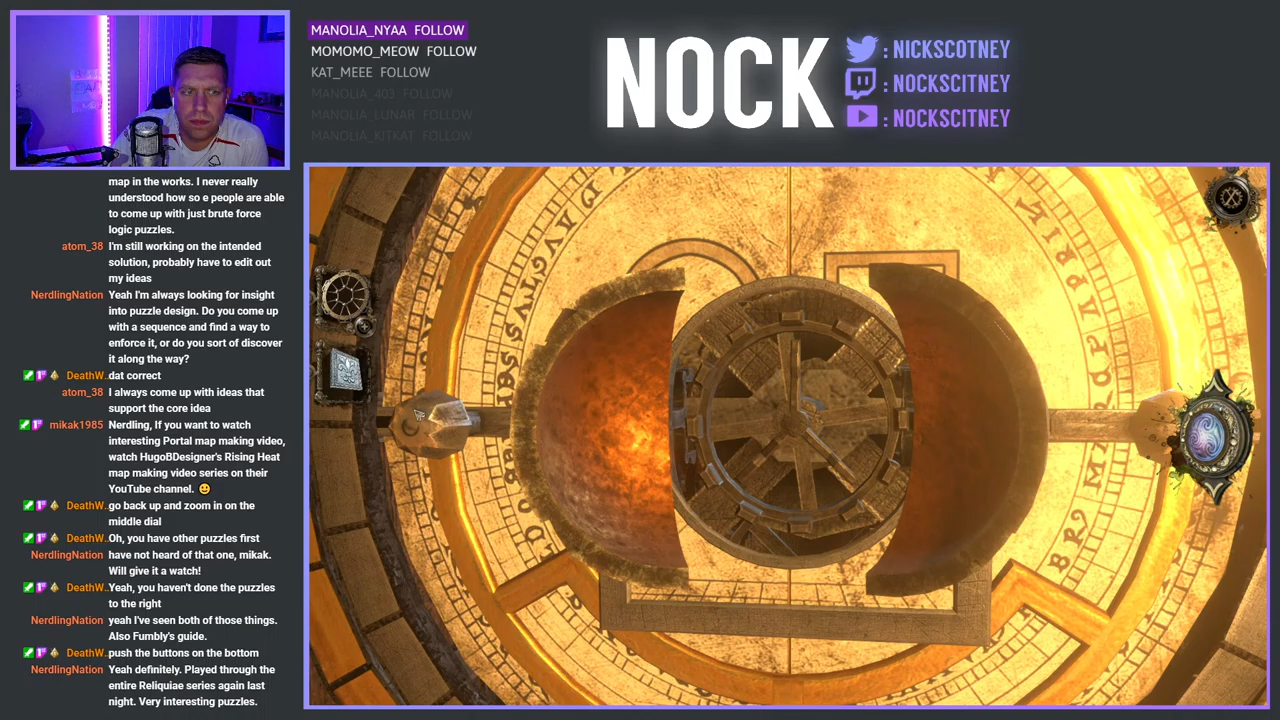 MANOLIA_NYAA FOLLOW
MOMOMO_MEOW FOLLOW
KAT_MEEE FOLLOW
MANOLIA_403 FOLLOW
MANOLIA_LUNAR FOLLOW
MANOLIA_KITKAT FOLLOW
NOCK
: NICKSCOTNEY
: NOCKSCITNEY
: NOCKSCITNEY
map in the works. I never really
understood how so e people are able
to come up with just brute force
logic puzzles.
atom_38 I'm still working on the intended
solution, probably have to edit out
my ideas
NerdlingNation Yeah I'm always looking for insight
into puzzle design. Do you come up
with a sequence and find a way to
enforce it, or do you sort of discover
it along the way?
DeathW.. dat correct
atom_38 I always come up with ideas that
support the core idea
mikak1985 Nerdling, If you want to watch
interesting Portal map making video,
watch HugoBDesigner's Rising Heat
map making video series on their
YouTube channel. 😃
DeathW.. go back up and zoom in on the
middle dial
DeathW.. Oh, you have other puzzles first
NerdlingNation have not heard of that one, mikak.
Will give it a watch!
DeathW.. Yeah, you haven't done the puzzles
to the right
NerdlingNation yeah I've seen both of those things.
Also Fumbly's guide.
DeathW.. push the buttons on the bottom
NerdlingNation Yeah definitely. Played through the
entire Reliquiae series again last
night. Very interesting puzzles.